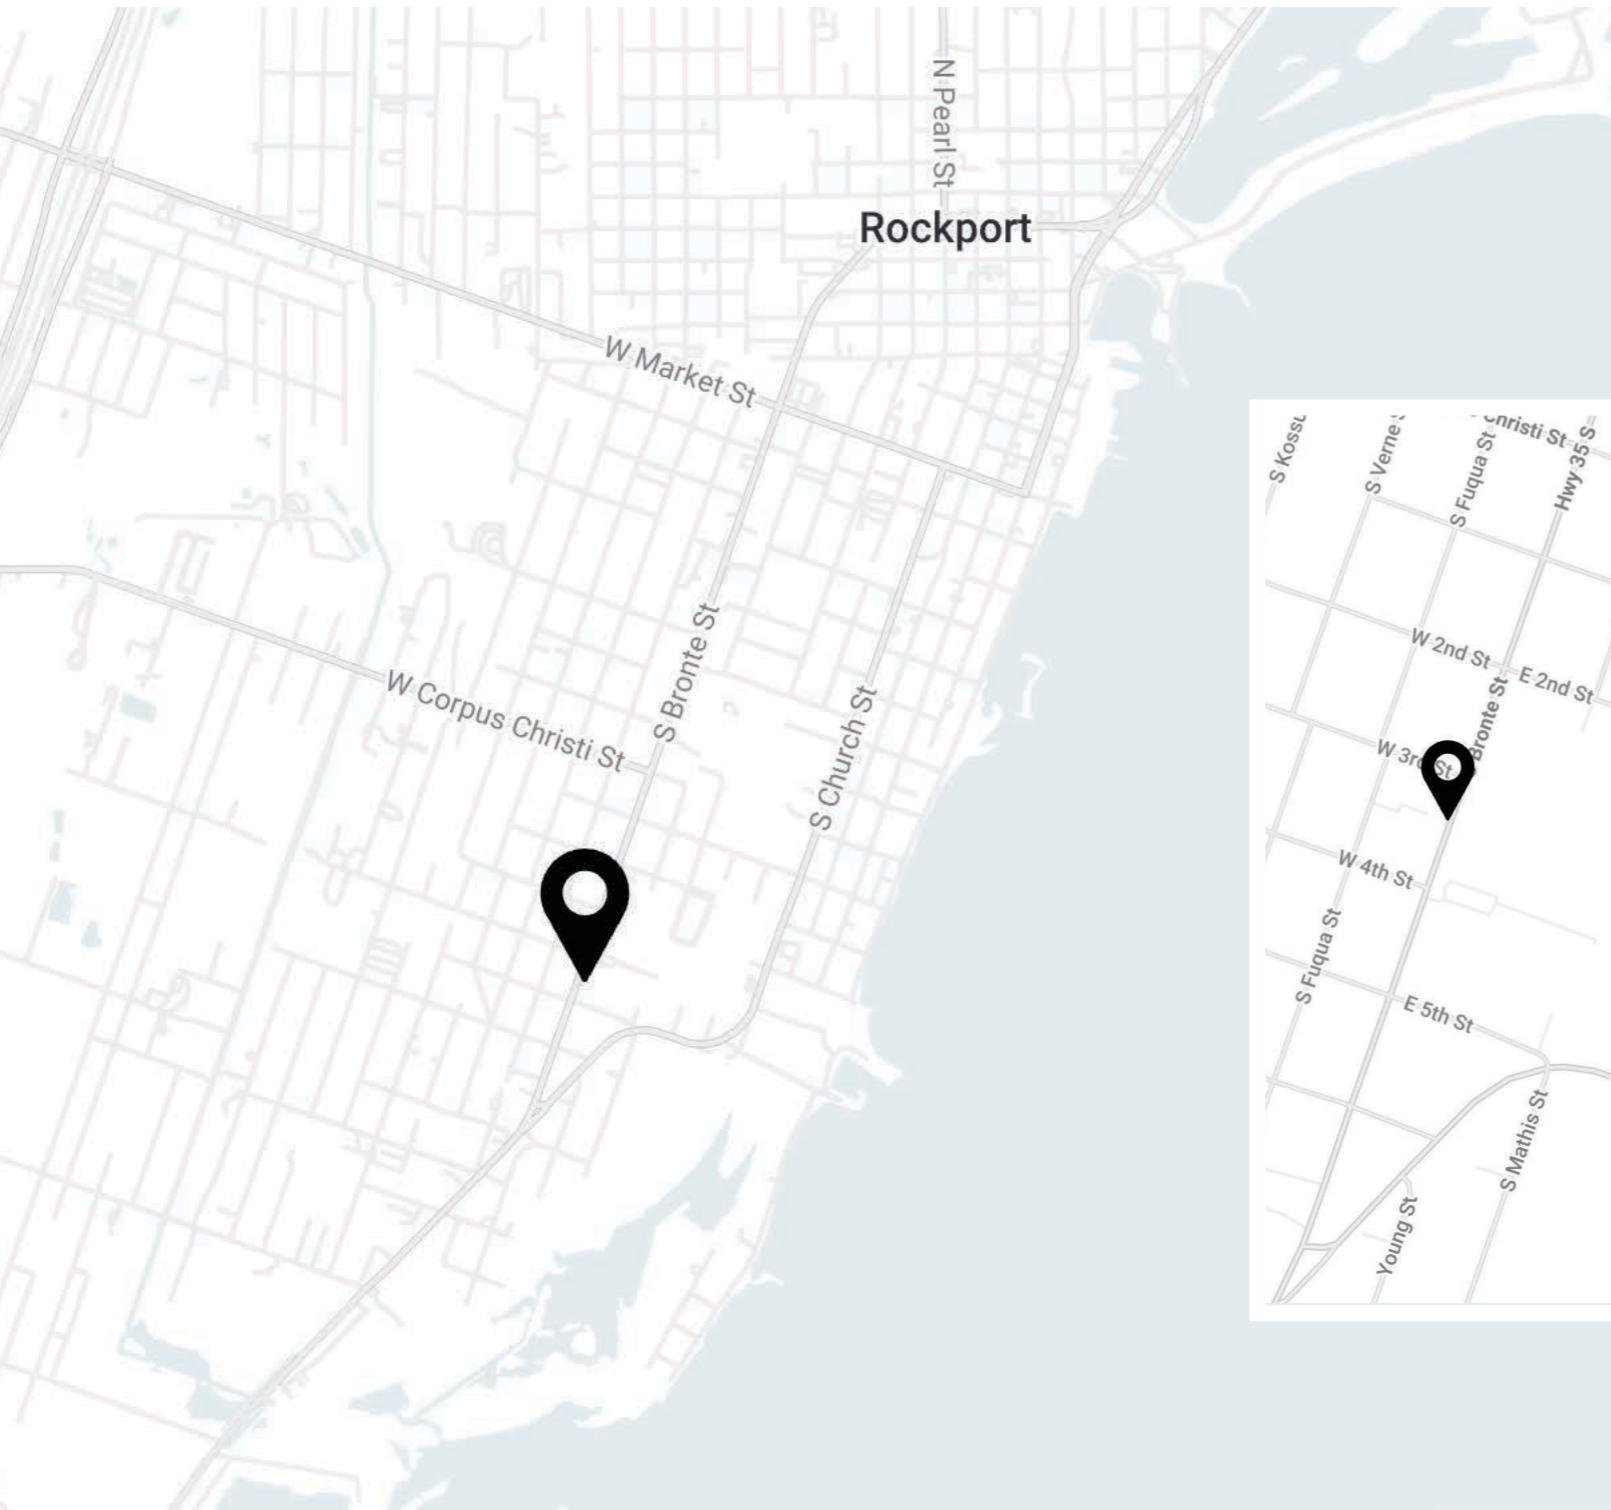 N Pearl St
Rockport
W Market St
S Bronte St
W Corpus Christi St
S Church St
S Kossu
S Verne
S Fuqua St
Christi St
Hwy 35 S
W 2nd St
E 2nd St
Bronte St
W 3rd St
W 4th St
S Fuqua St
E 5th St
S Mathis St
Young St